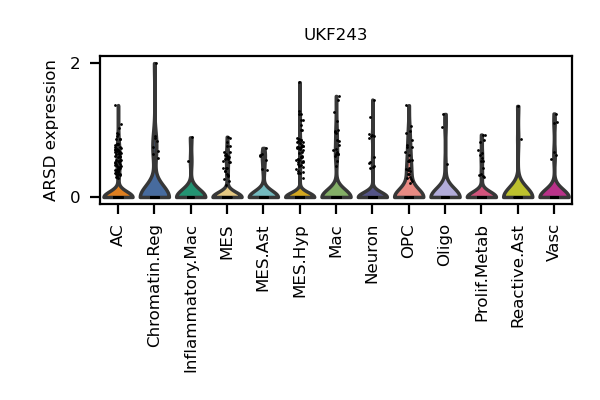 UKF243
ARSD expression
2
0
AC
Chromatin.Reg
Inflammatory.Mac
MES
MES.Ast
MES.Hyp
Mac
Neuron
OPC
Oligo
Prolif.Metab
Reactive.Ast
Vasc